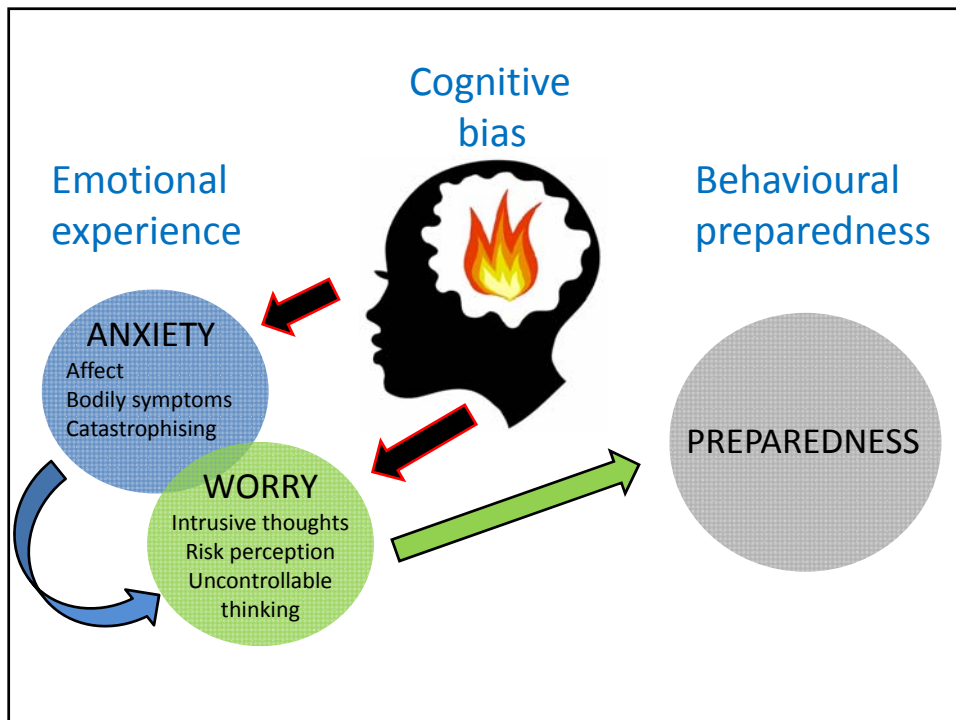 Cognitive
bias
Emotional
experience
Behavioural
preparedness
ANXIETY
Affect
Bodily symptoms
Catastrophising
WORRY
Intrusive thoughts
Risk perception
Uncontrollable
thinking
PREPAREDNESS